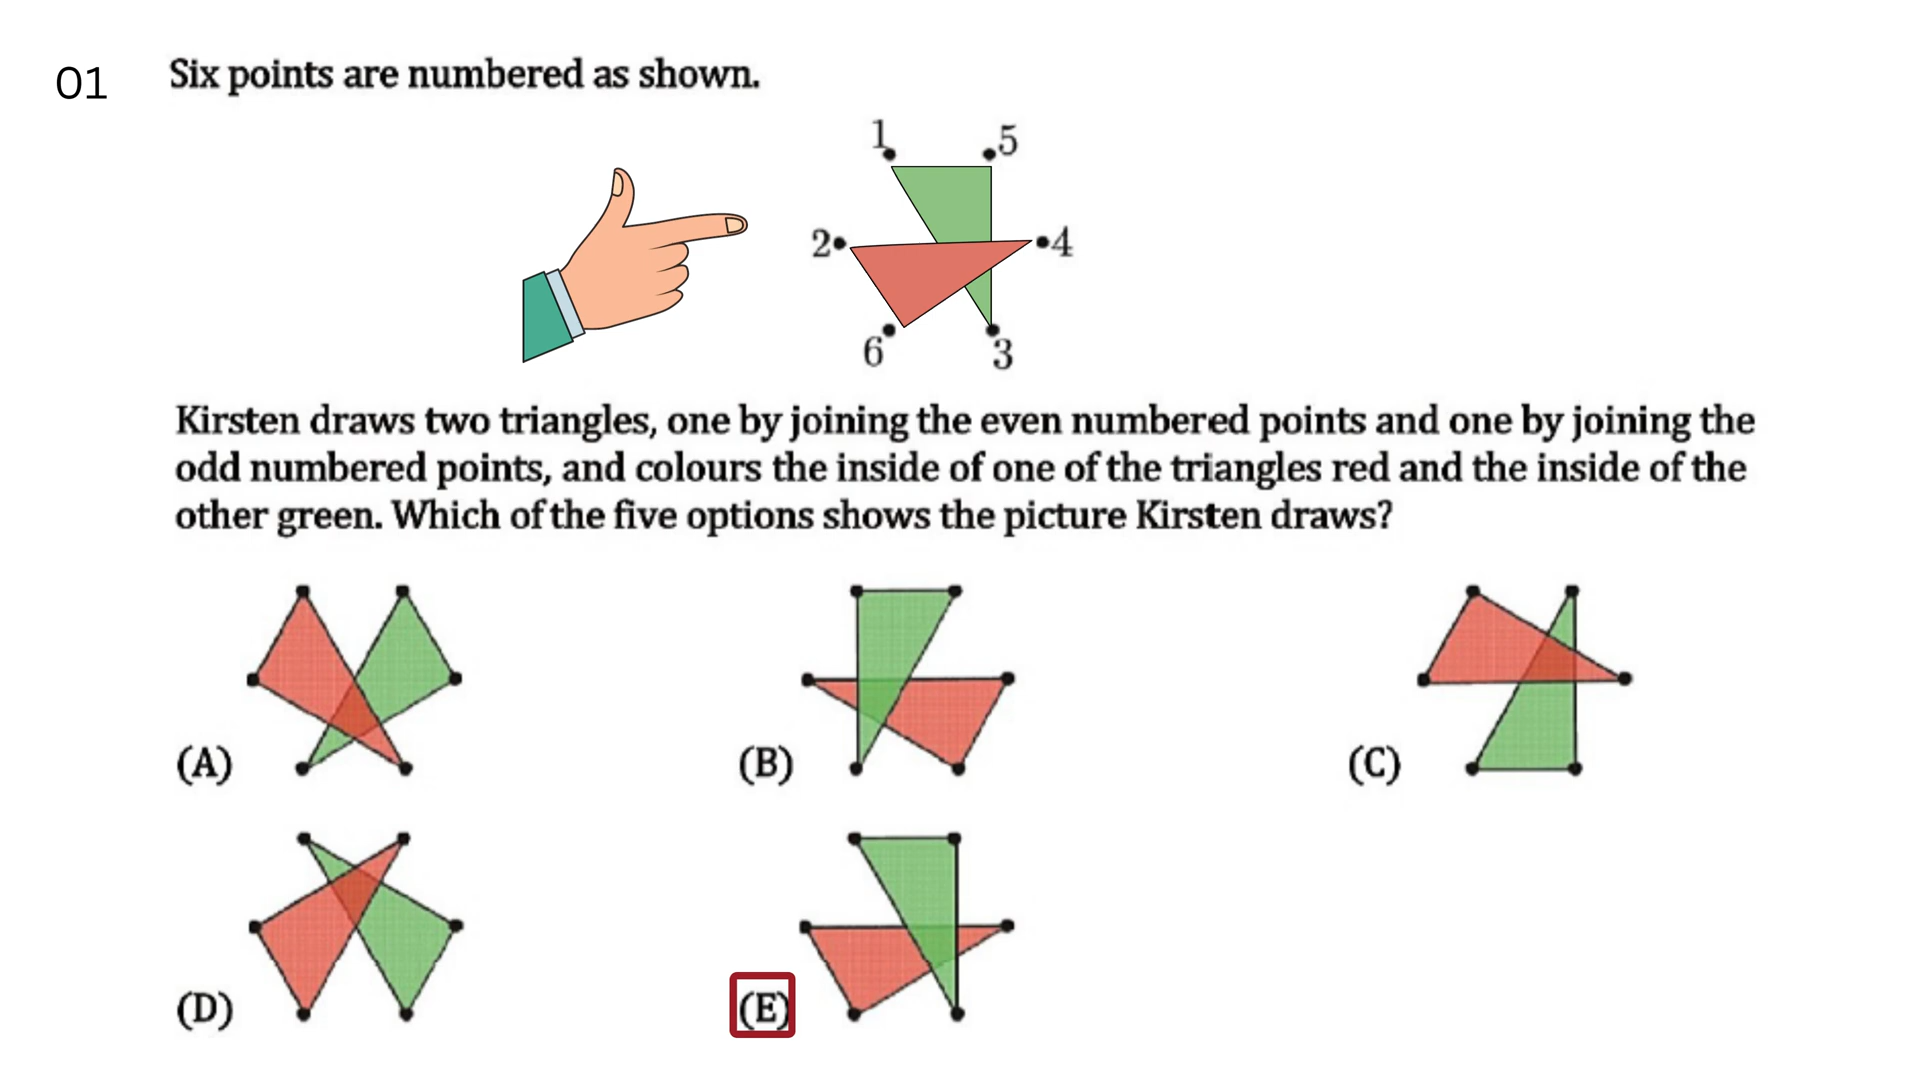 01
Six points are numbered as shown.
1
5
2
4
6
3
Kirsten draws two triangles, one by joining the even numbered points and one by joining the
odd numbered points, and colours the inside of one of the triangles red and the inside of the
other green. Which of the five options shows the picture Kirsten draws?
(A)
(B)
(C)
(D)
(E)